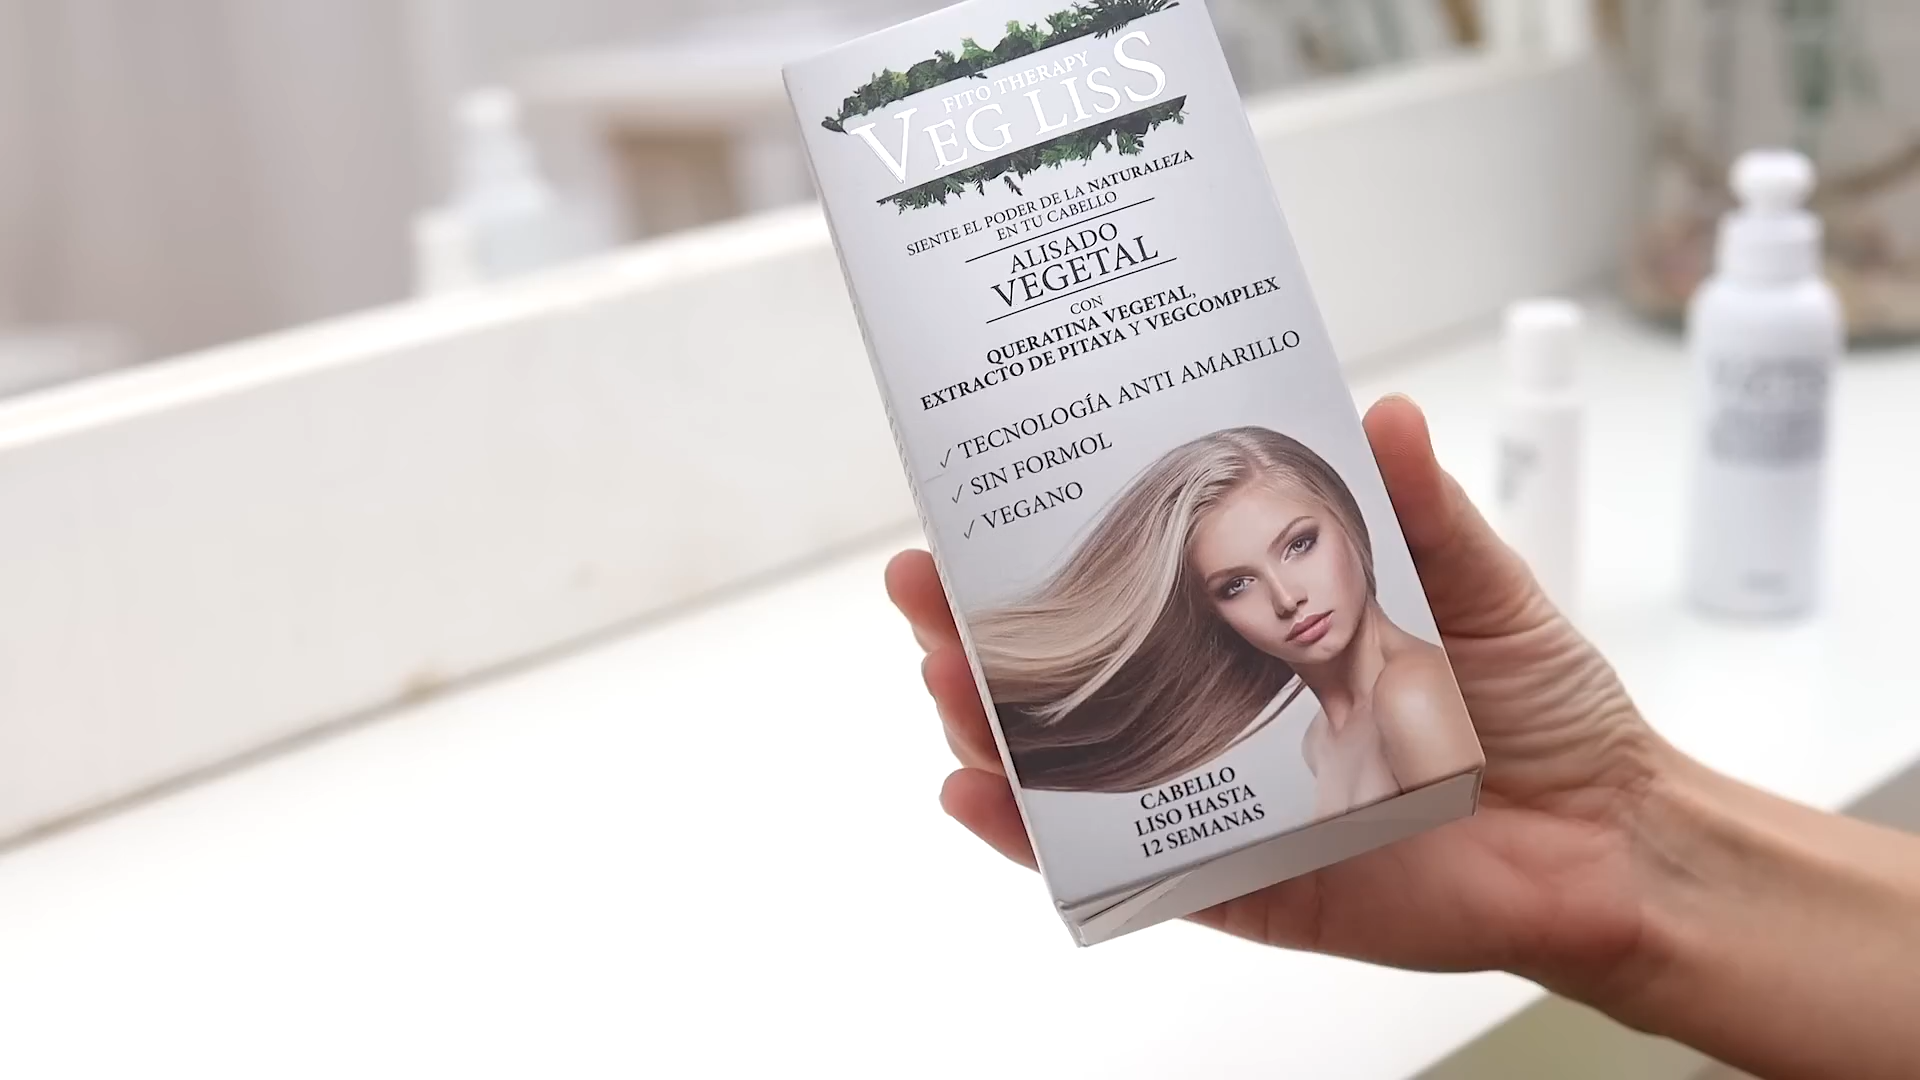 FITO THERAPY
VEG LISS
SIENTE EL PODER DE LA NATURALEZA
EN TU CABELLO
ALISADO
VEGETAL
CON
QUERATINA VEGETAL,
EXTRACTO DE PITAYA Y VEGCOMPLEX
✓ TECNOLOGÍA ANTI AMARILLO
✓ SIN FORMOL
✓ VEGANO
CABELLO
LISO HASTA
12 SEMANAS